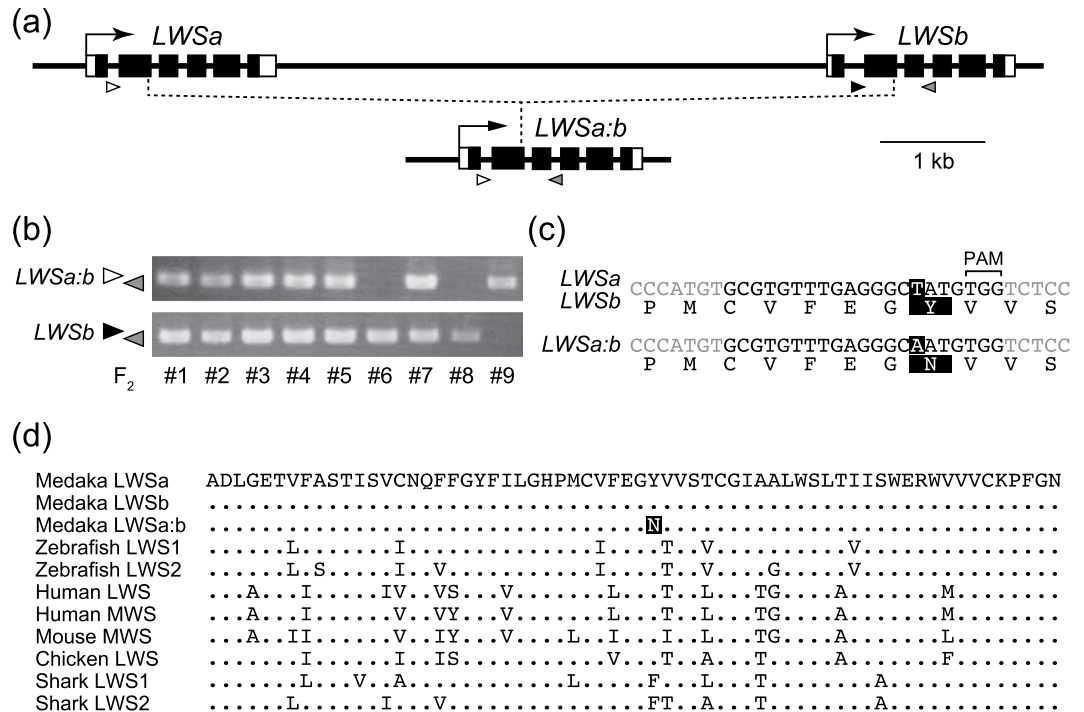 (a)
LWSa
LWSb
LWSa:b
1 kb
(b)
LWSa:b
LWSb
F2 #1 #2 #3 #4 #5 #6 #7 #8 #9
(c)
PAM
LWSa CCCATGTGCGTGTTTGAGGGCTATGTGGTCTCC
LWSb P M C V F E G Y V V S
LWSa:b CCCATGTGCGTGTTTGAGGGCAATGTGGTCTCC
P M C V F E G N V V S
(d)
Medaka LWSa ADLGETVFASTISVCNQFFGYFILGHPMCVFEGYVVSTCGIAALWSLTIISWERWVVVCKPFGN
Medaka LWSb ................................................................
Medaka LWSa:b .................................N..............................
Zebrafish LWS1 ......L.......I..............I....T..V..........V...............
Zebrafish LWS2 ......L.S.....I..V...........I....T..V....G.....V...............
Human LWS ...A...I.....IV..VS...V.......L...T..L...TG....A.......M........
Human MWS ...A...I......V..VY...V.......L...T..L...TG....A.......M........
Mouse MWS ...A..II......V..IY...V....M..I...I..L...TG....A.......L........
Chicken LWS .......I......I..IS...........V...T..A...T.....A.......F........
Shark LWS1 .......L...V..A............M.....F...L...T........A.............
Shark LWS2 ......L.......I..V...............FT..A...T........A.............